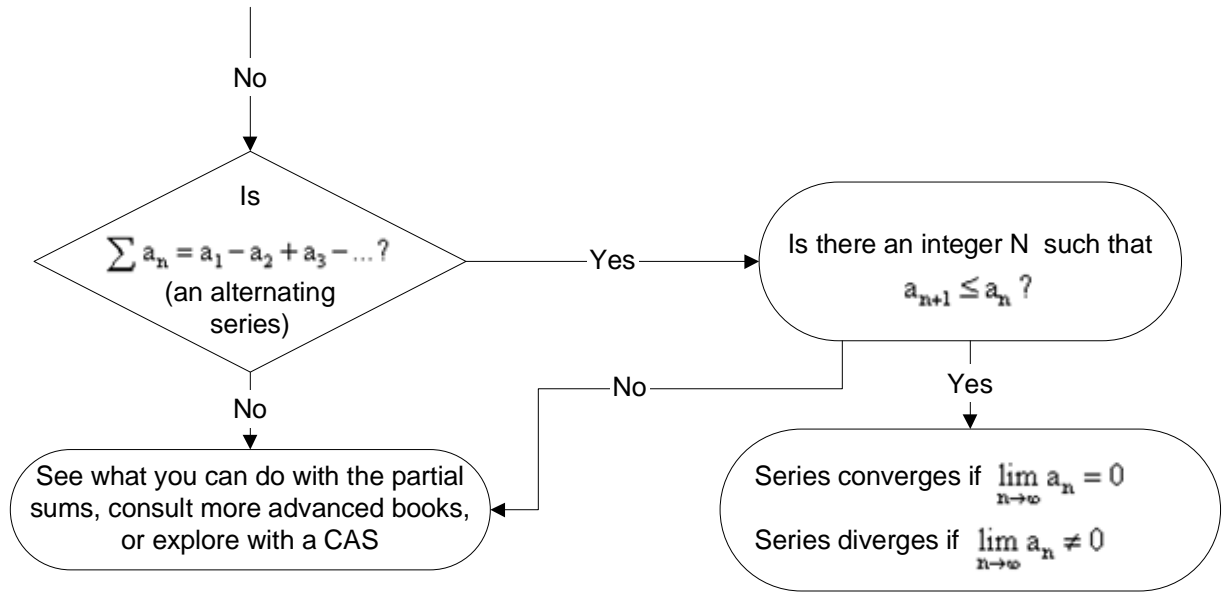 No
Is
∑ aₙ = a₁ − a₂ + a₃ − ...?
(an alternating
series)
Yes
Is there an integer N such that
aₙ₊₁ ≤ aₙ ?
No
No
Yes
See what you can do with the partial
sums, consult more advanced books,
or explore with a CAS
Series converges if lim n→∞ aₙ = 0
Series diverges if lim n→∞ aₙ ≠ 0